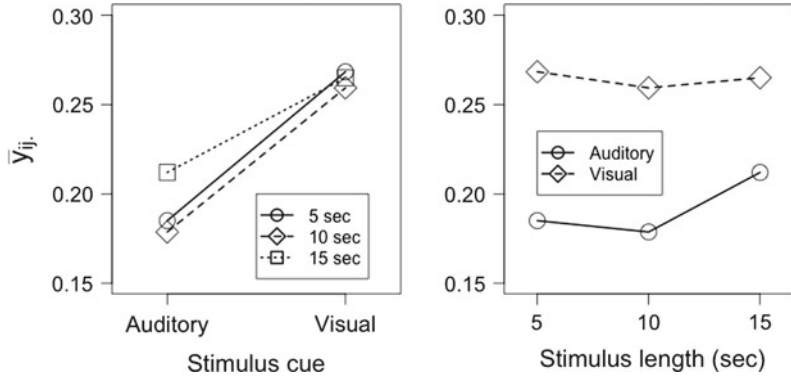 ȳij.
0.30
0.25
0.20
0.15
5 sec
10 sec
15 sec
Auditory
Visual
Stimulus cue
0.30
0.25
0.20
0.15
Auditory
Visual
5
10
15
Stimulus length (sec)